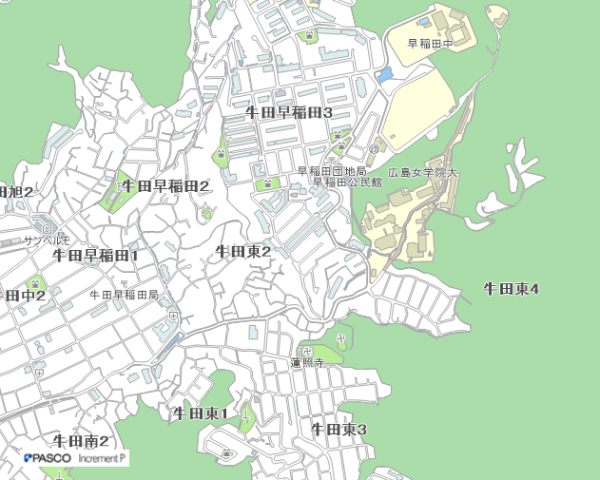 早稲田中
牛田早稲田3
早稲田団地局
早稲田公民館
広島女学院大
田旭2
牛田早稲田2
サンベルモ
牛田早稲田1
牛田東2
田中2
牛田早稲田局
牛田東4
蓮照寺
牛田東1
牛田東3
牛田南2
PASCO Increment P